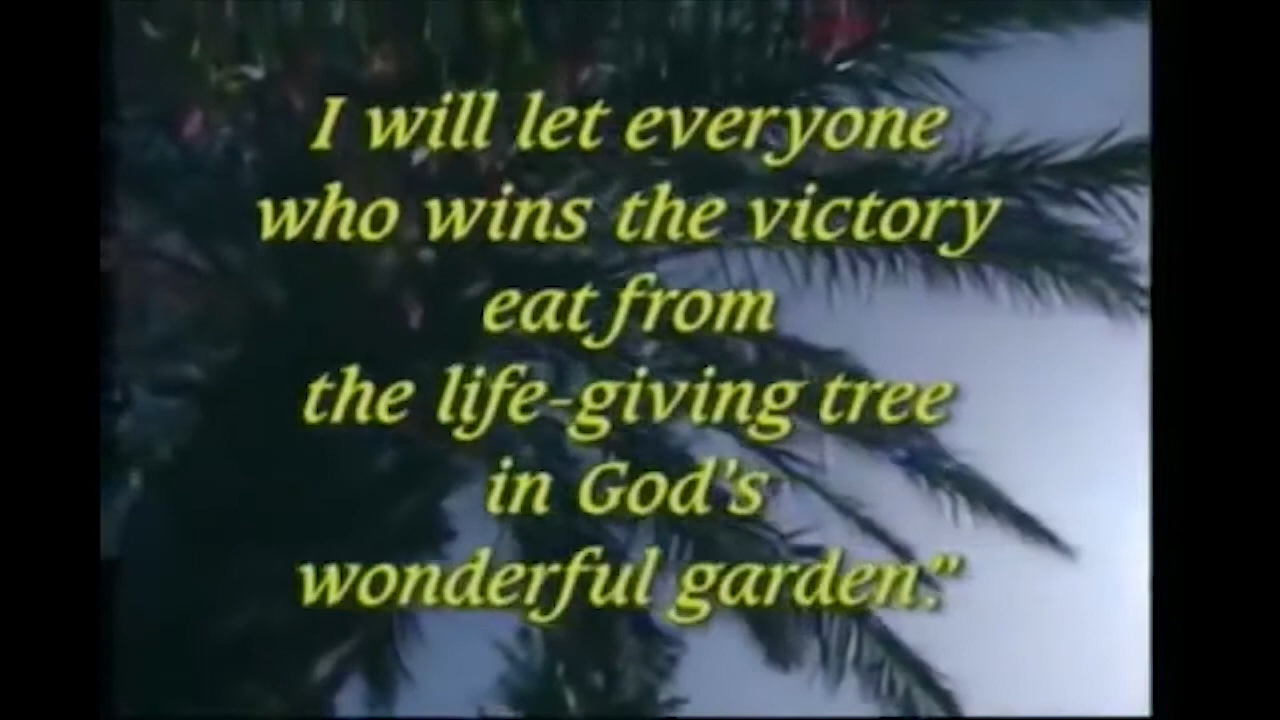 I will let everyone
who wins the victory
eat from
the life-giving tree
in God's
wonderful garden."